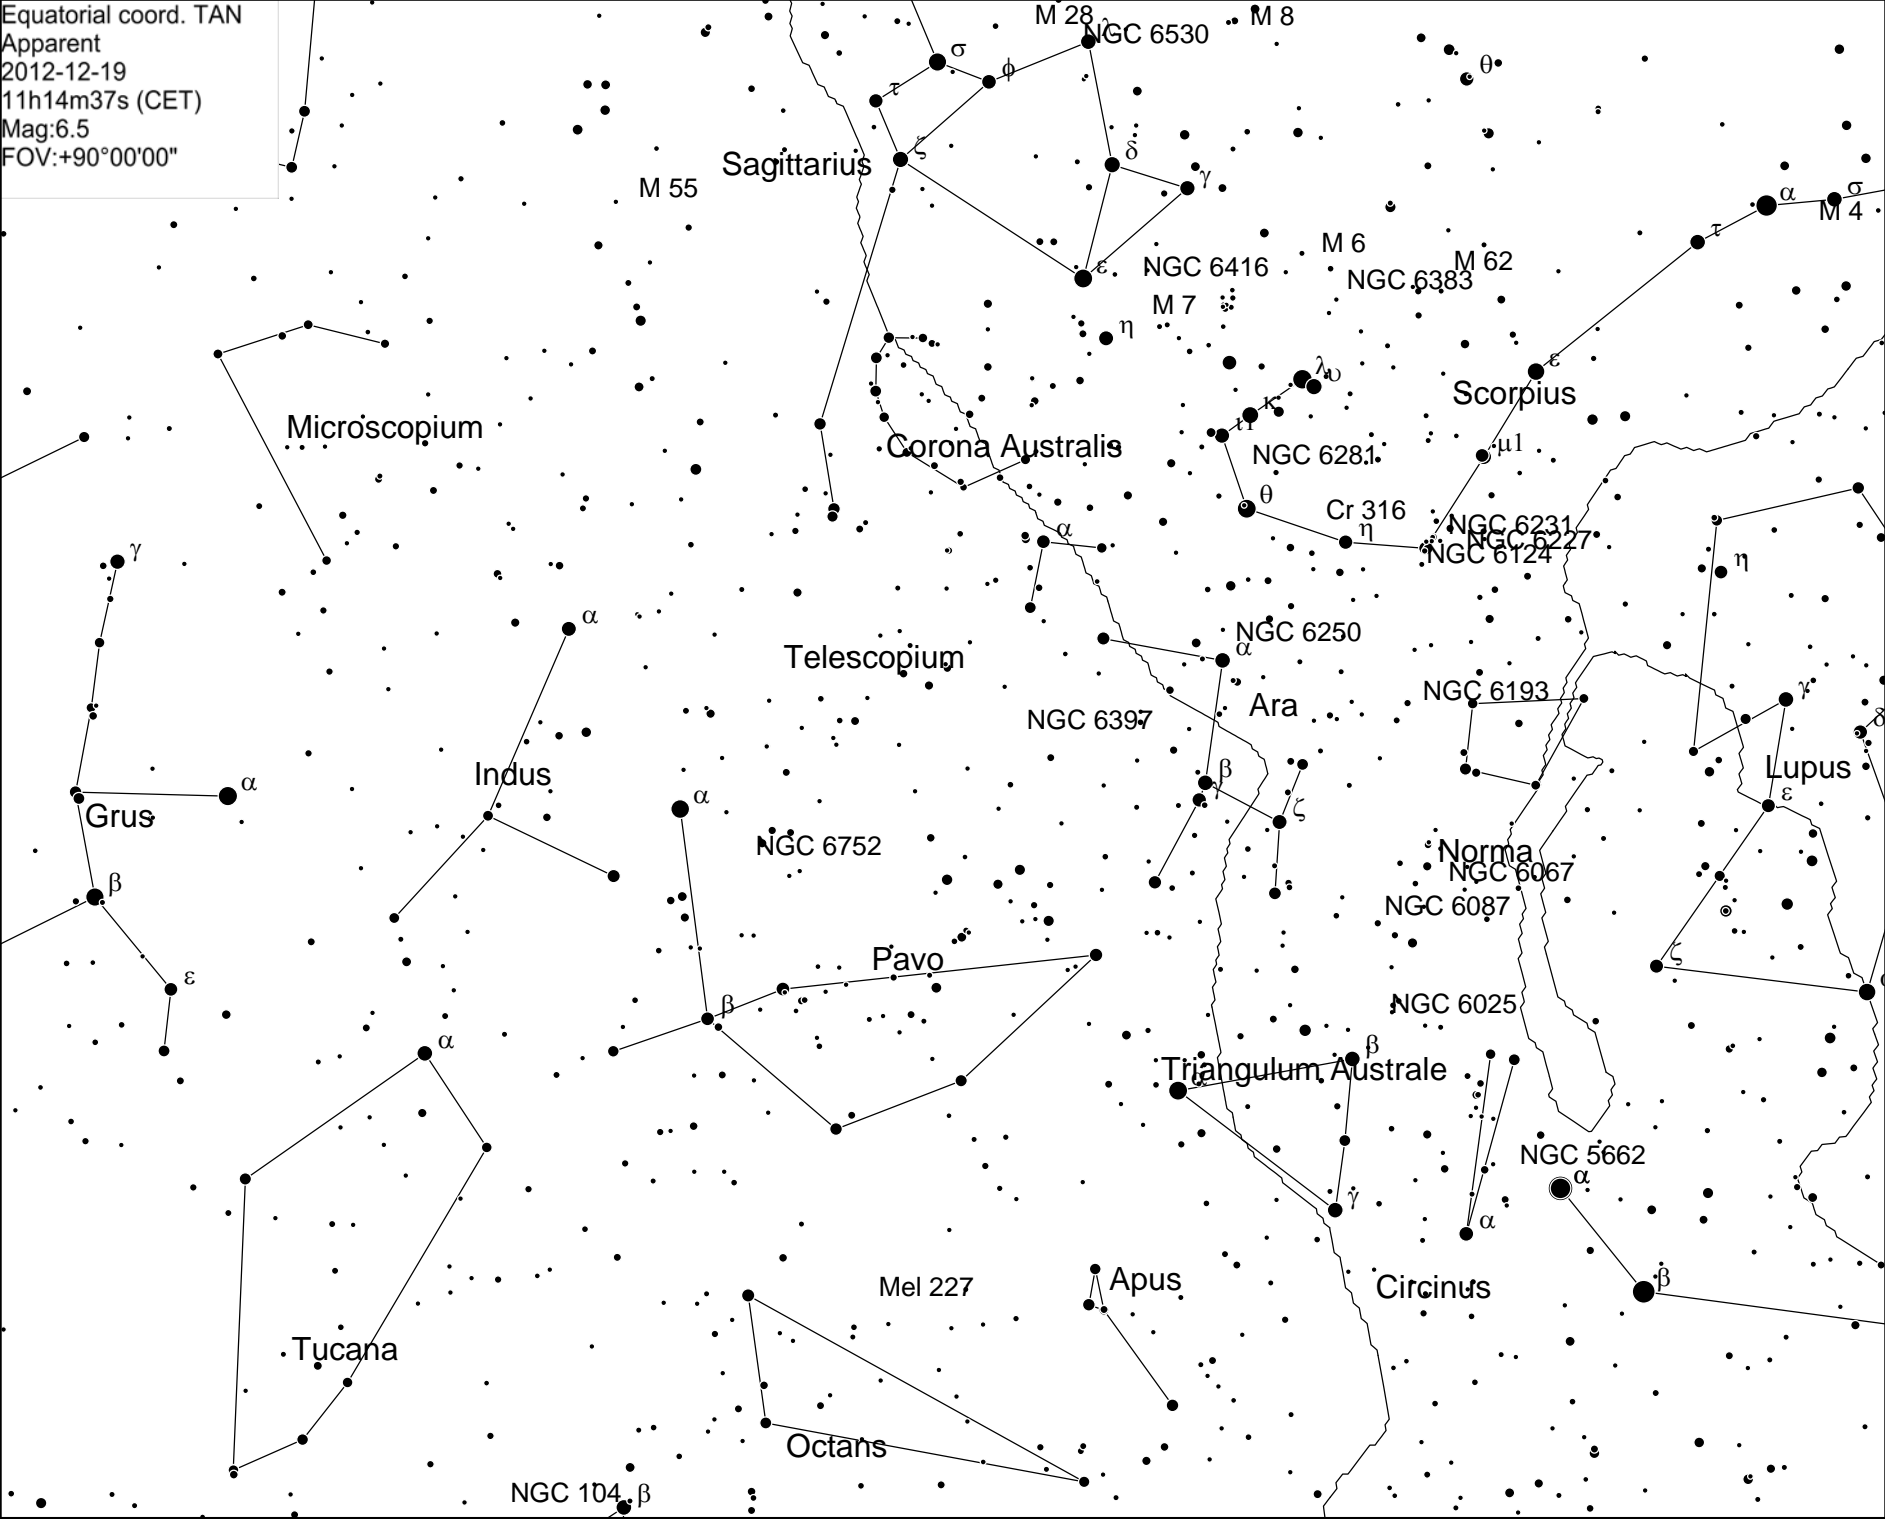 Equatorial coord. TAN
Apparent
2012-12-19
11h14m37s (CET)
Mag:6.5
FOV:+90°00'00"
M 28
λ
M 8
NGC 6530
σ
φ
θ
τ
ζ
δ
Sagittarius
γ
M 55
α
σ
M 4
τ
M 6
M 62
ε
NGC 6416
NGC 6383
M 7
η
ε
λ
υ
Scorpius
κ
ι1
Microscopium
Corona Australis
μ1
NGC 6281
θ
Cr 316
η
NGC 6231
NGC 6227
NGC 6124
α
γ
η
α
NGC 6250
α
Telescopium
NGC 6193
γ
Ara
NGC 6397
δ
Indus
β
γ
Lupus
α
α
ε
Grus
ζ
NGC 6752
Norma
NGC 6067
β
NGC 6087
Pavo
ζ
ε
β
NGC 6025
α
β
Triangulum Australe
α
NGC 5662
α
γ
α
Mel 227
Apus
Circinus
β
Tucana
Octans
NGC 104
β